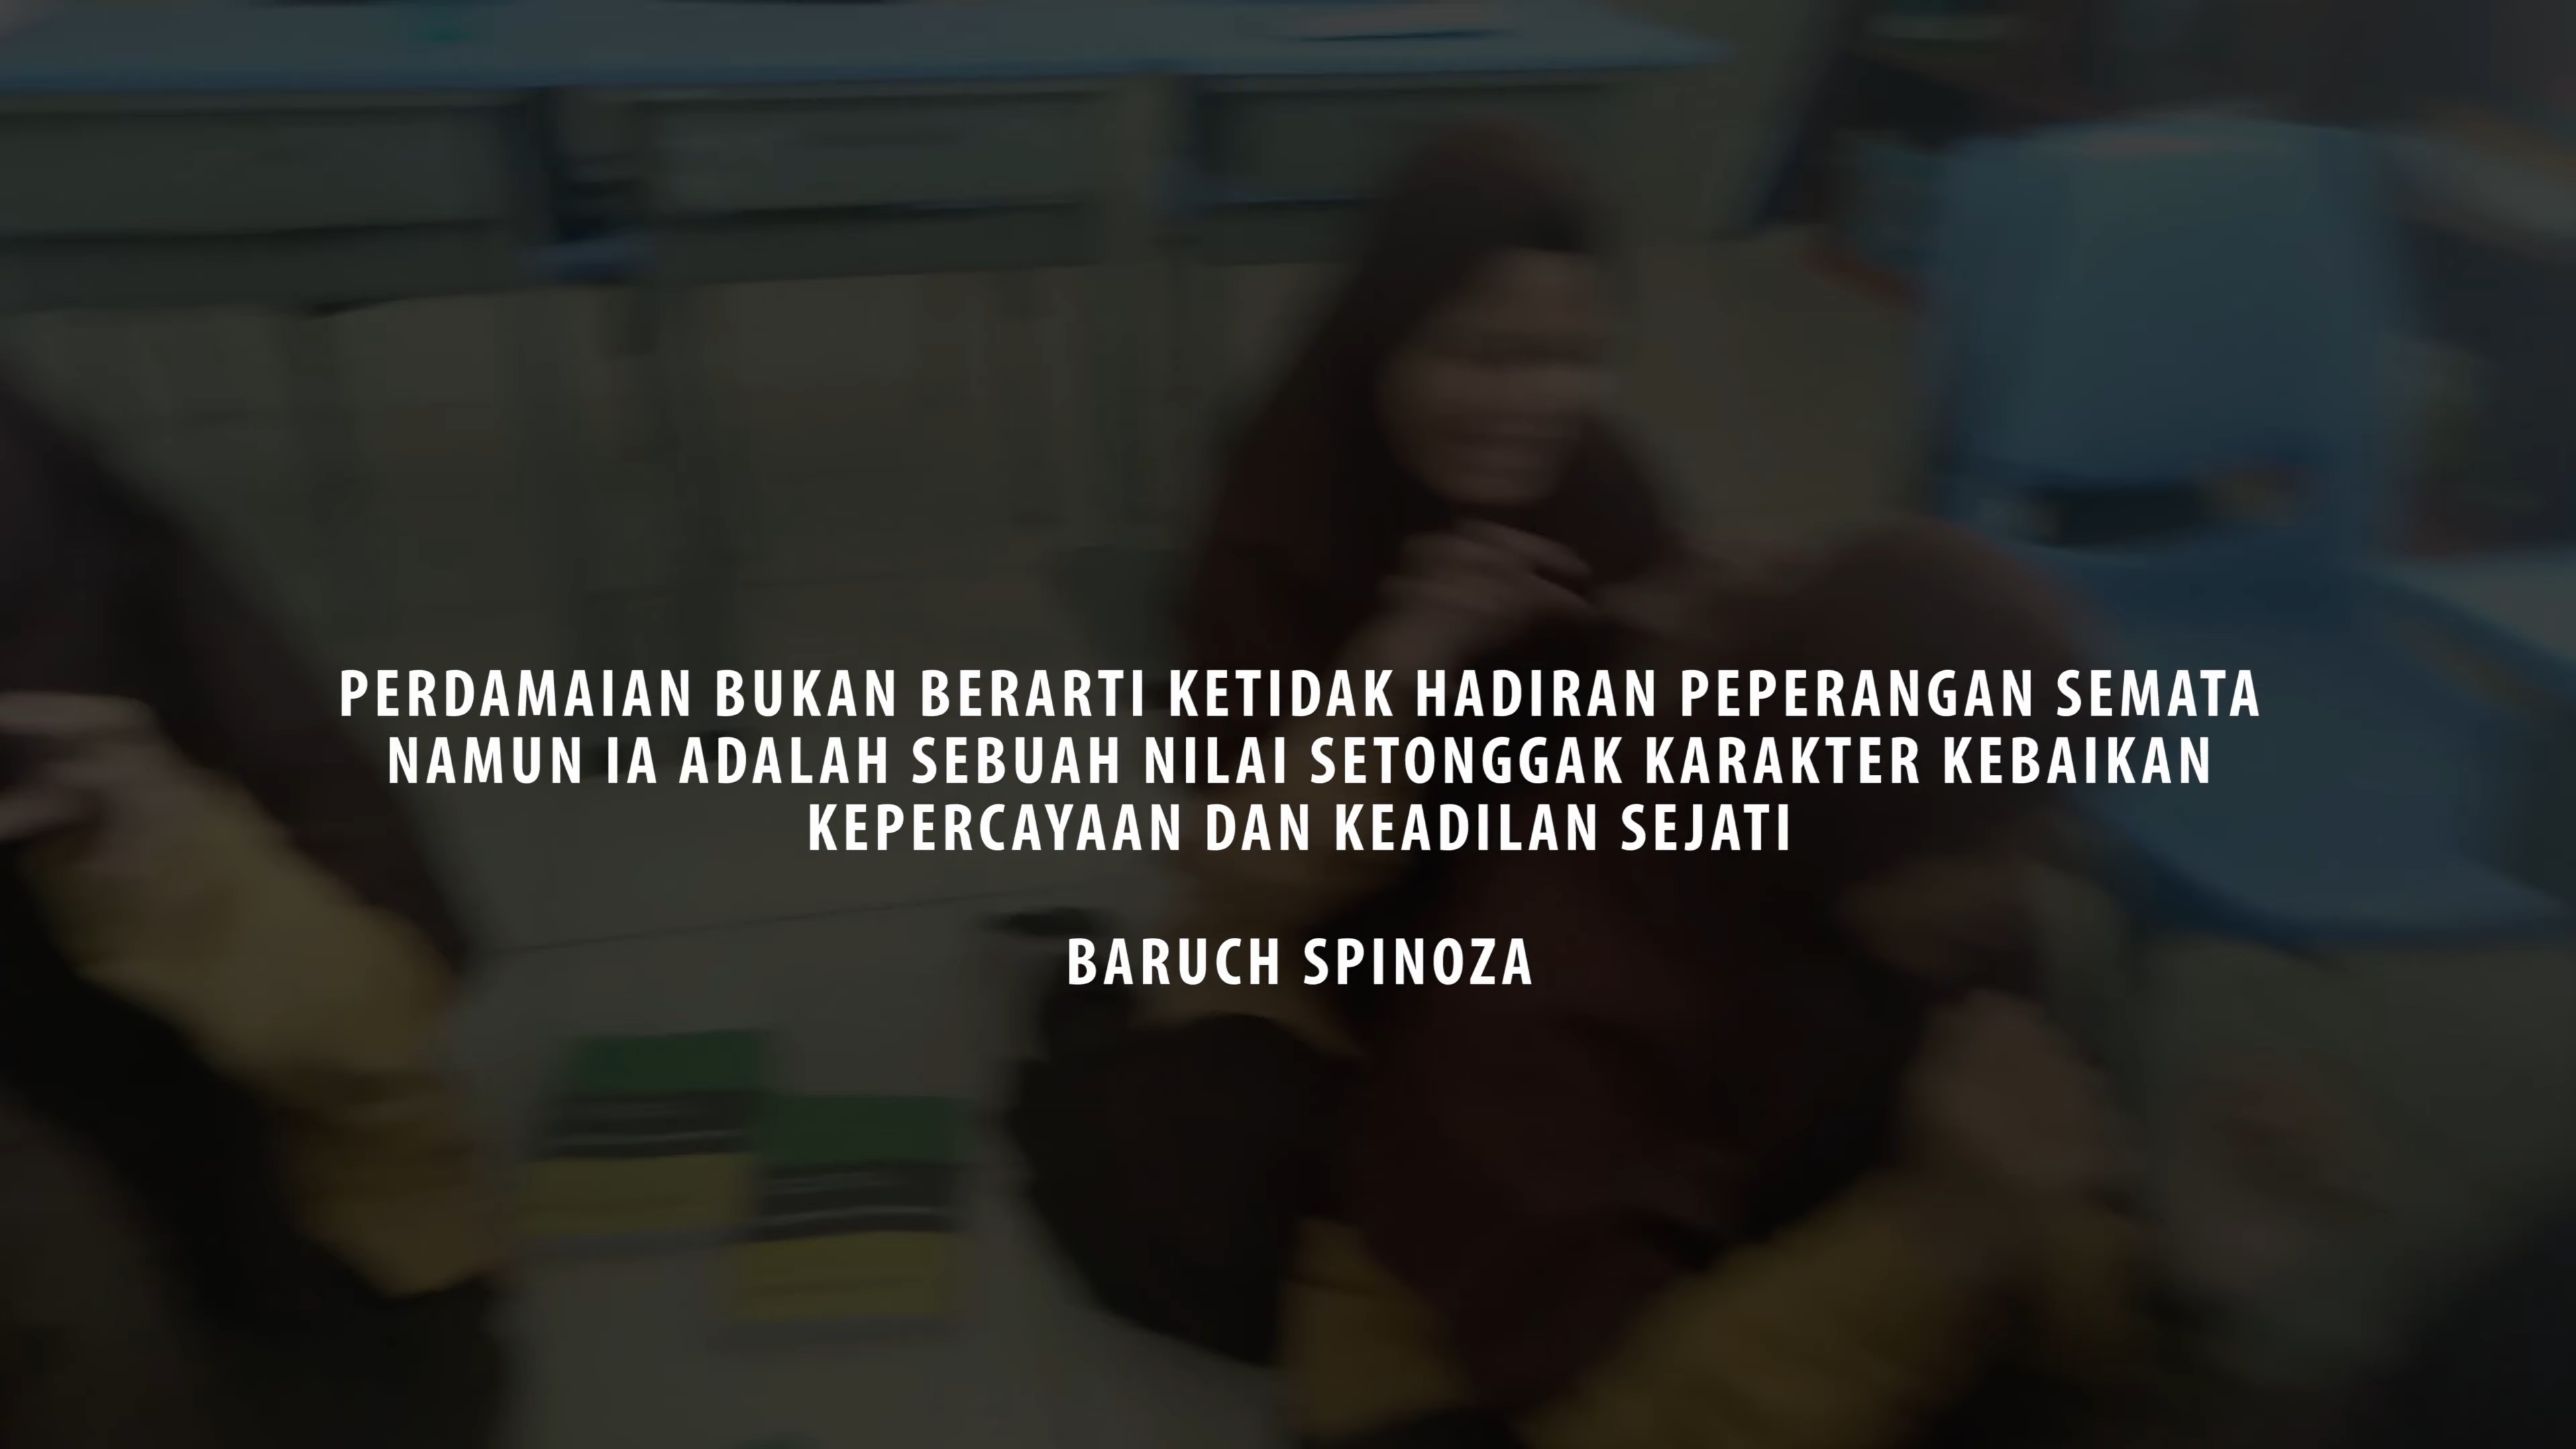 PERDAMAIAN BUKAN BERARTI KETIDAK HADIRAN PEPERANGAN SEMATA
NAMUN IA ADALAH SEBUAH NILAI SETONGGAK KARAKTER KEBAIKAN
KEPERCAYAAN DAN KEADILAN SEJATI
BARUCH SPINOZA